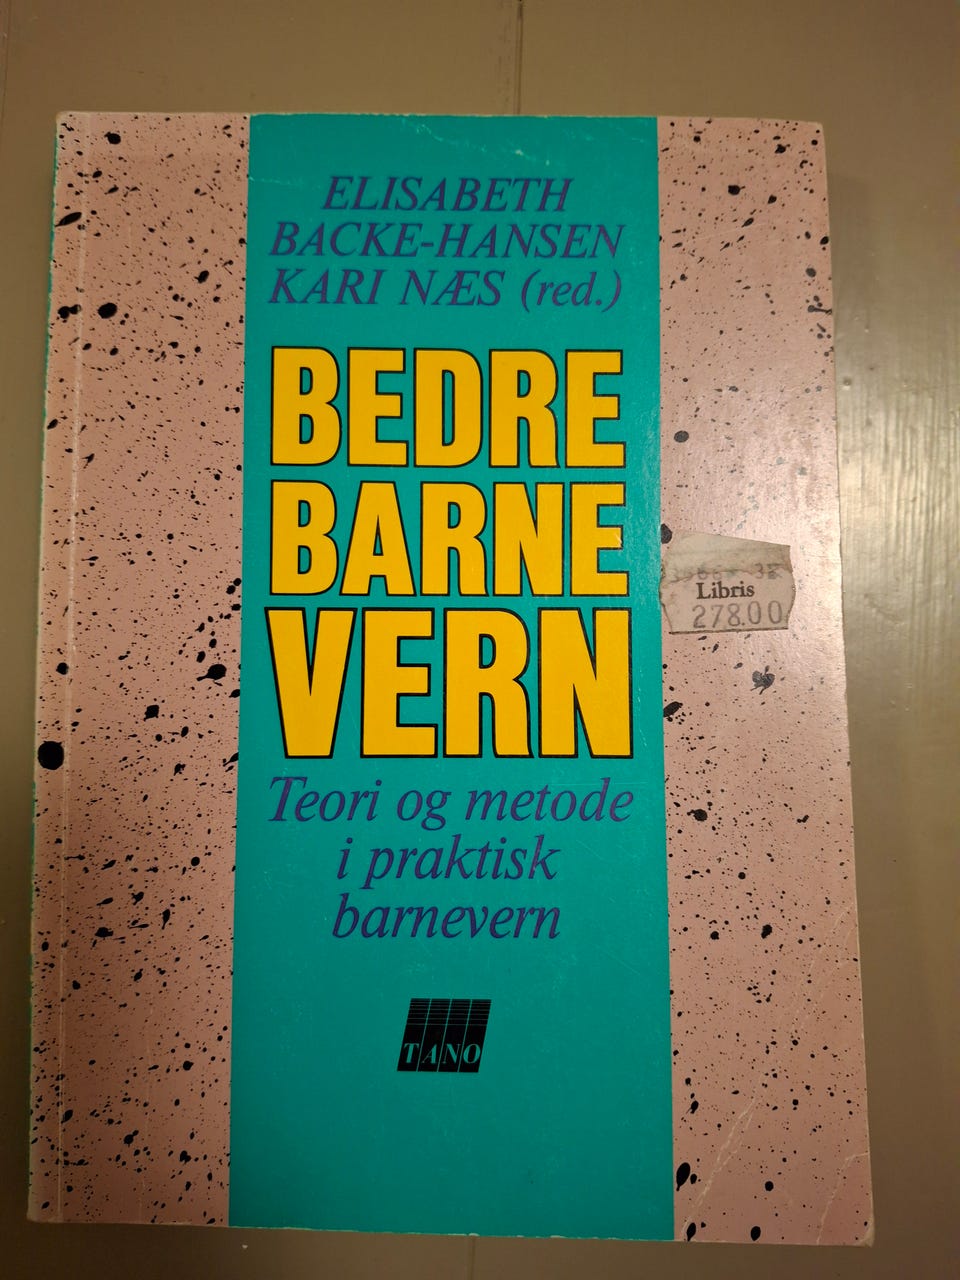 ELISABETH
BACKE-HANSEN
KARI NÆS (red.)
BEDRE
BARNE
VERN
Libris
278.00
Teori og metode
i praktisk
barnevern
TANO